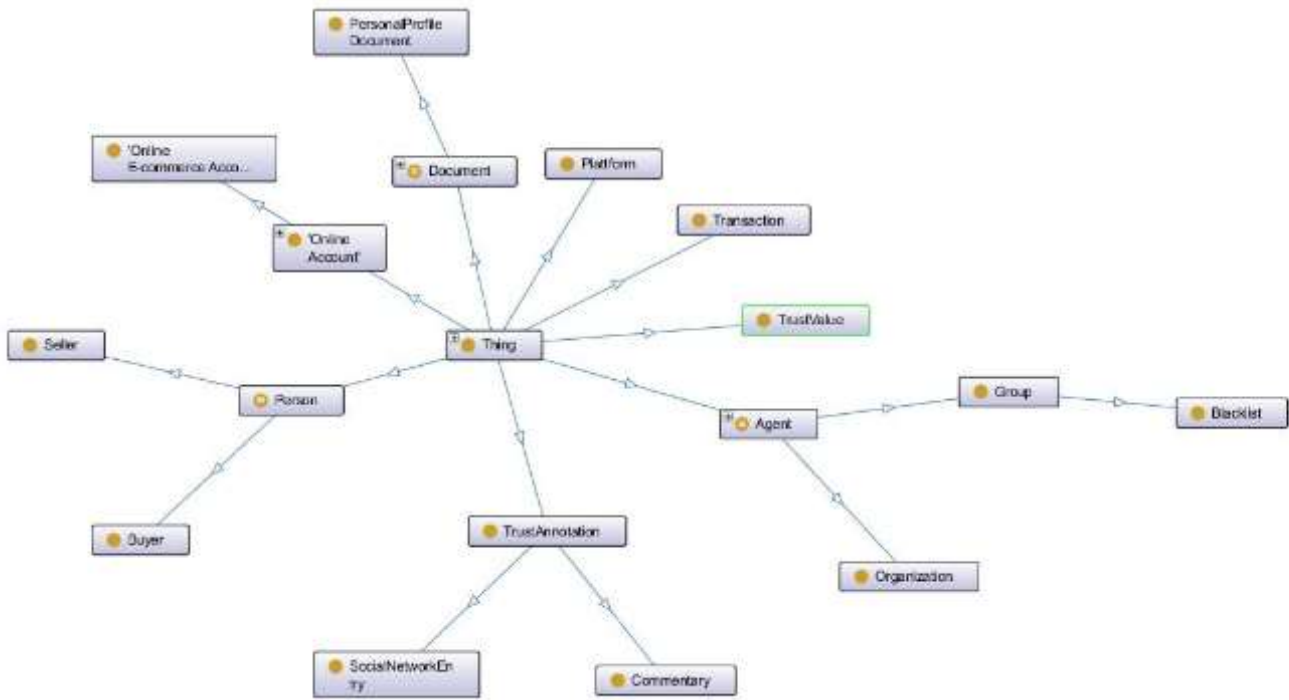 PersonalProfile
Document
'Online
E-commerce Acco...
Document
Plattform
Transaction
'Online
Account'
TrustValue
Seller
Thing
Person
Group
Blacklist
Agent
Buyer
TrustAnnotation
Organization
SocialNetworkEn
try
Commentary